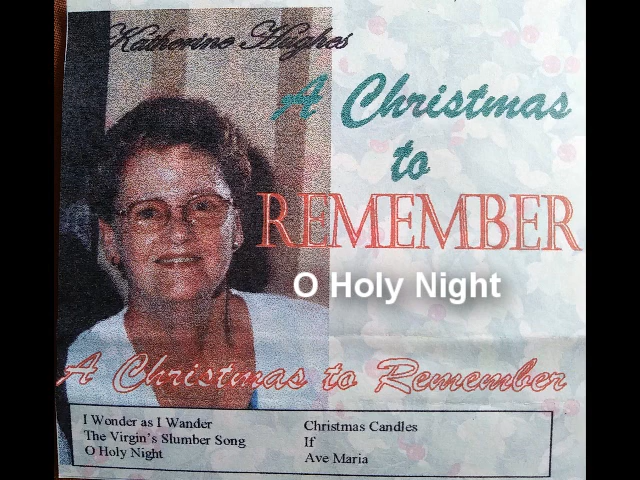 Katherine Hughes
A Christmas
to
REMEMBER
O Holy Night
A Christmas to Remember
I Wonder as I Wander
The Virgin's Slumber Song
O Holy Night
Christmas Candles
If
Ave Maria